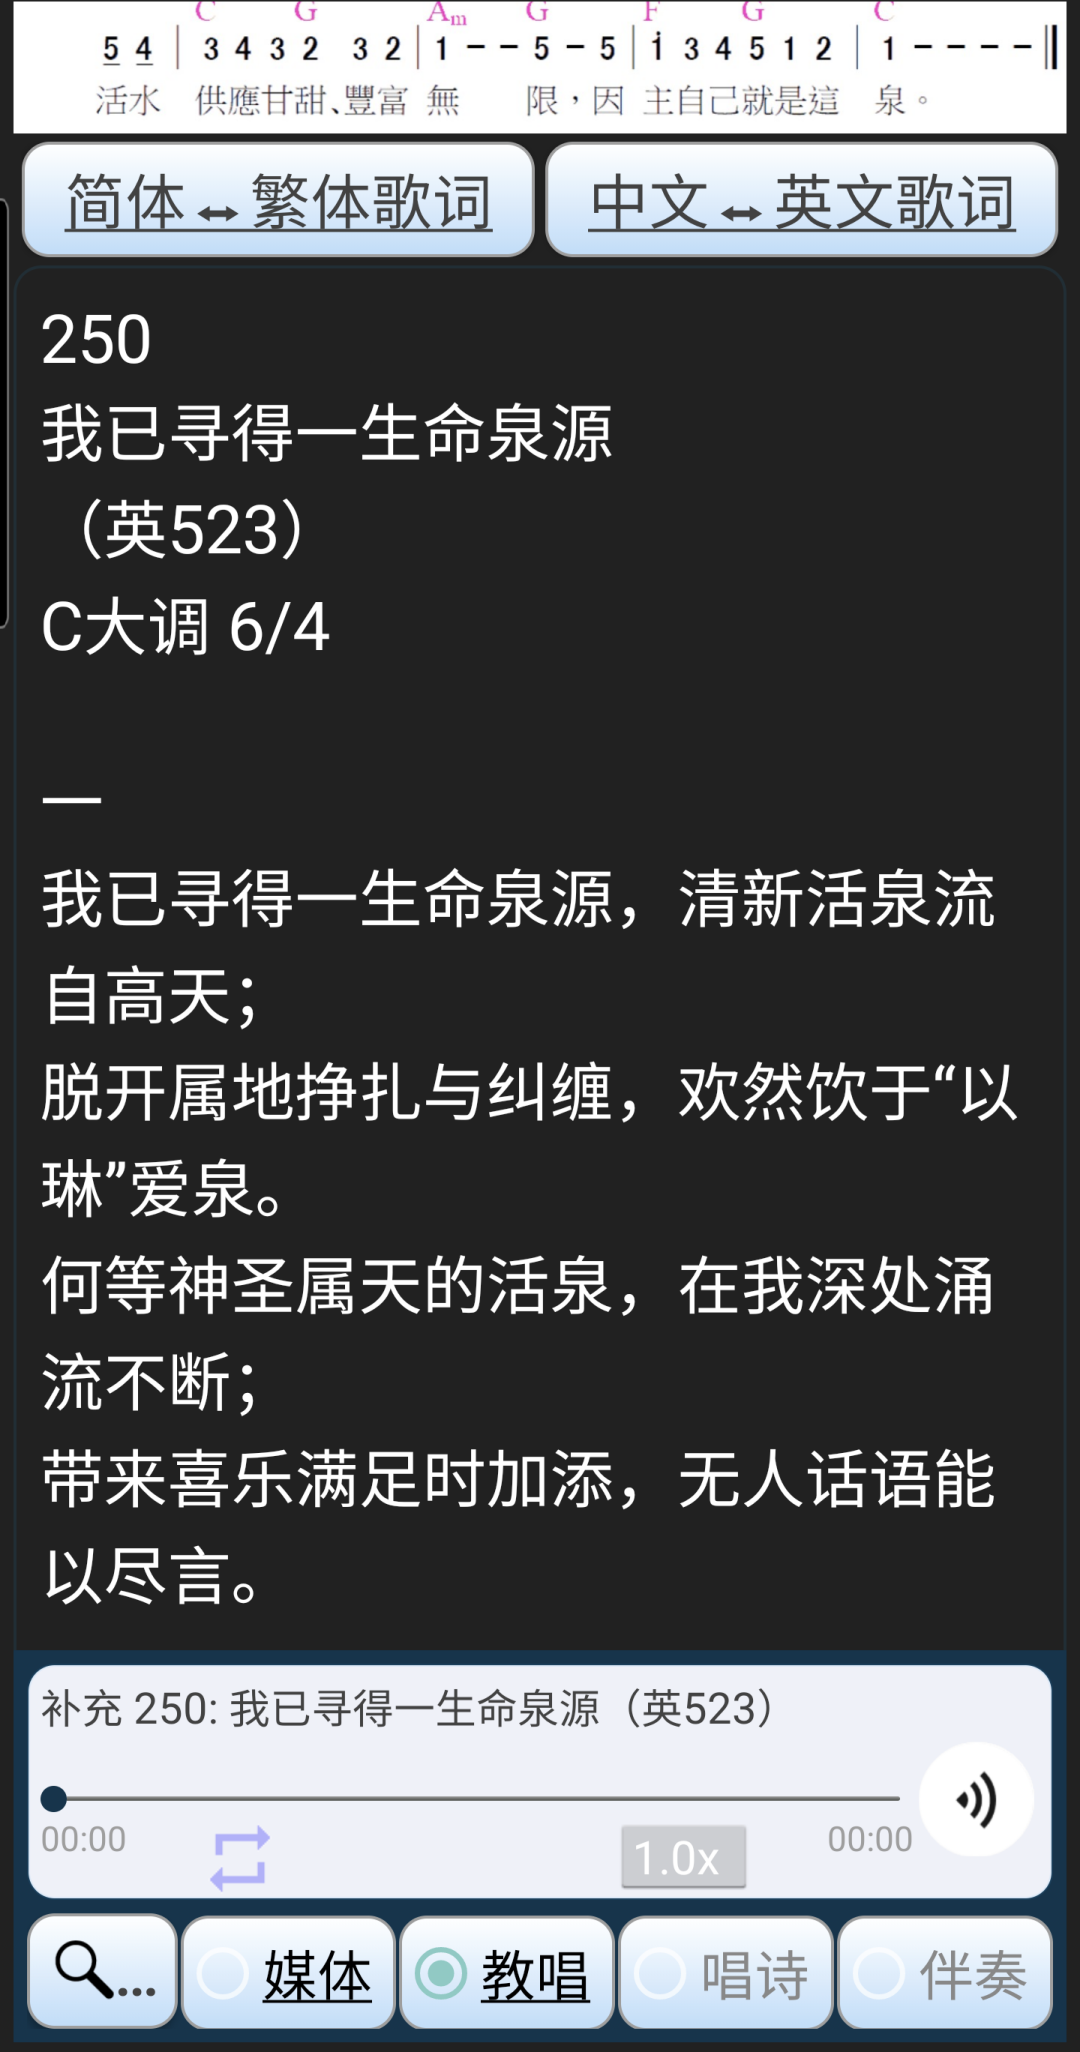 C G Am G F G C
5 4 | 3 4 3 2 3 2 | 1 - - 5 - 5 | i 3 4 5 1 2 | 1 - - - - ‖
活水 供應甘甜、豐富 無 限，因 主自己就是這 泉。
简体↔繁体歌词 中文↔英文歌词
250
我已寻得一生命泉源
（英523）
C大调 6/4
一
我已寻得一生命泉源，清新活泉流
自高天；
脱开属地挣扎与纠缠，欢然饮于“以
琳”爱泉。
何等神圣属天的活泉，在我深处涌
流不断；
带来喜乐满足时加添，无人话语能
以尽言。
补充 250: 我已寻得一生命泉源（英523）
00:00 1.0x 00:00
... 媒体 教唱 唱诗 伴奏